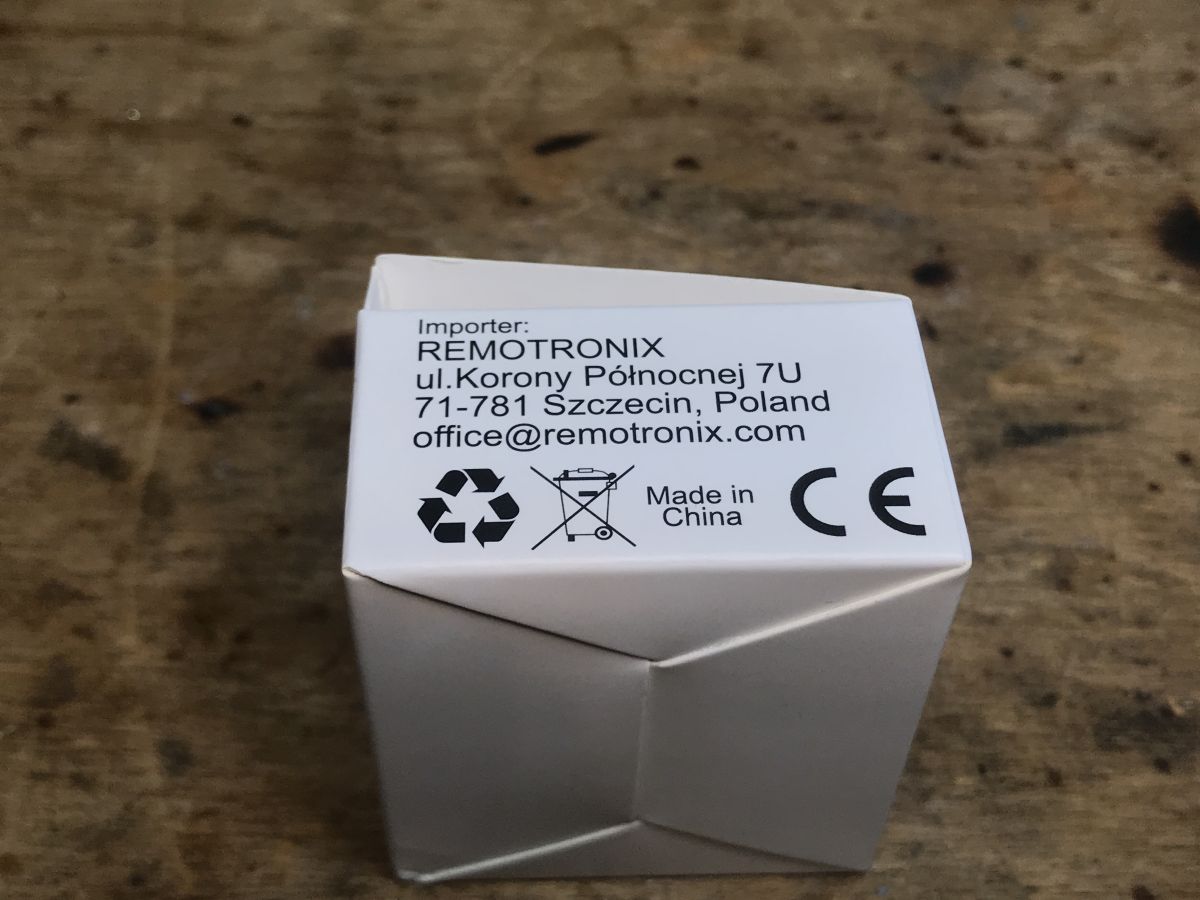 Importer:
REMOTRONIX
ul.Korony Północnej 7U
71-781 Szczecin, Poland
office@remotronix.com
Made in
China
CE